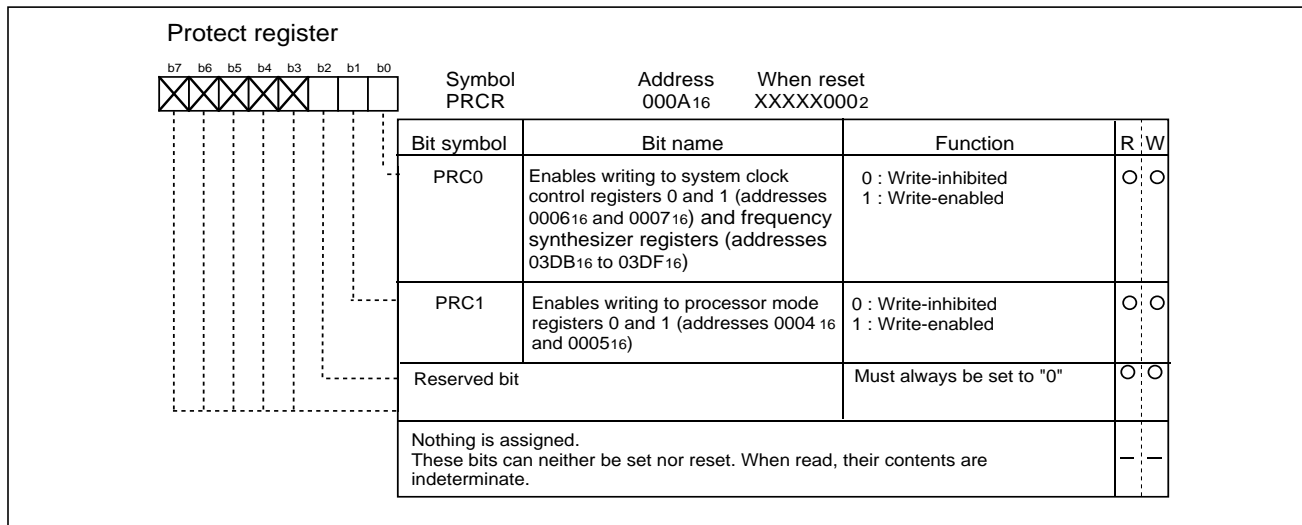 Protect register
b7 b6 b5 b4 b3 b2 b1 b0
Symbol Address When reset
PRCR 000A16 XXXXX0002
Bit symbol Bit name Function R W
PRC0 Enables writing to system clock 0 : Write-inhibited
control registers 0 and 1 (addresses 1 : Write-enabled
000616 and 000716) and frequency
synthesizer registers (addresses
03DB16 to 03DF16)
PRC1 Enables writing to processor mode 0 : Write-inhibited
registers 0 and 1 (addresses 0004 16 1 : Write-enabled
and 000516)
Reserved bit Must always be set to "0"
Nothing is assigned.
These bits can neither be set nor reset. When read, their contents are
indeterminate.